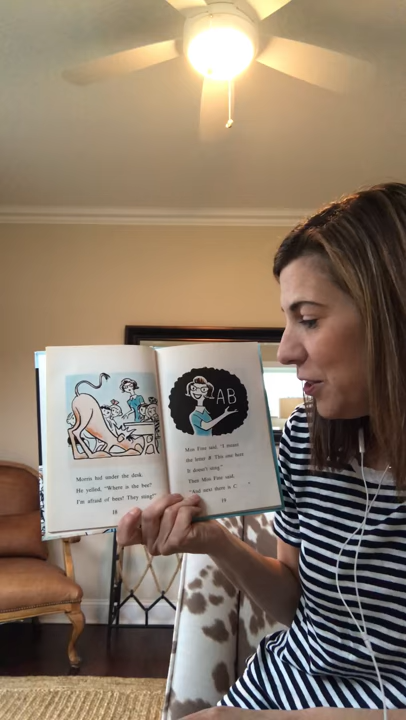 Morris hid under the desk.
He yelled, "Where is the bee?
I'm afraid of bees! They sting!"
18
AB
Miss Fine said, "I meant
the letter B. This one here
It doesn't sting."
Then Miss Fine said,
"And next there is C.
19